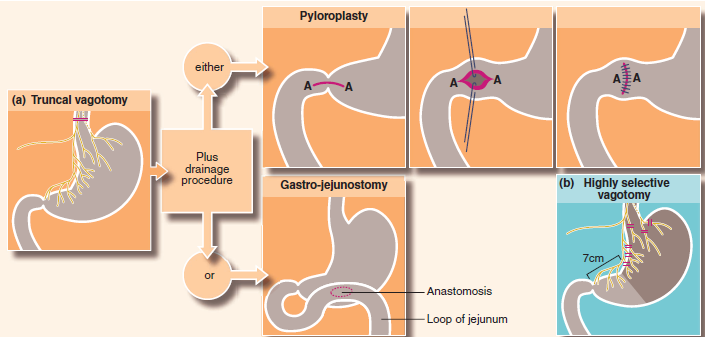 Pyloroplasty
either
A A
A A
A A
(a) Truncal vagotomy
Plus
drainage
procedure
Gastro-jejunostomy
(b) Highly selective
vagotomy
7cm
or
Anastomosis
Loop of jejunum